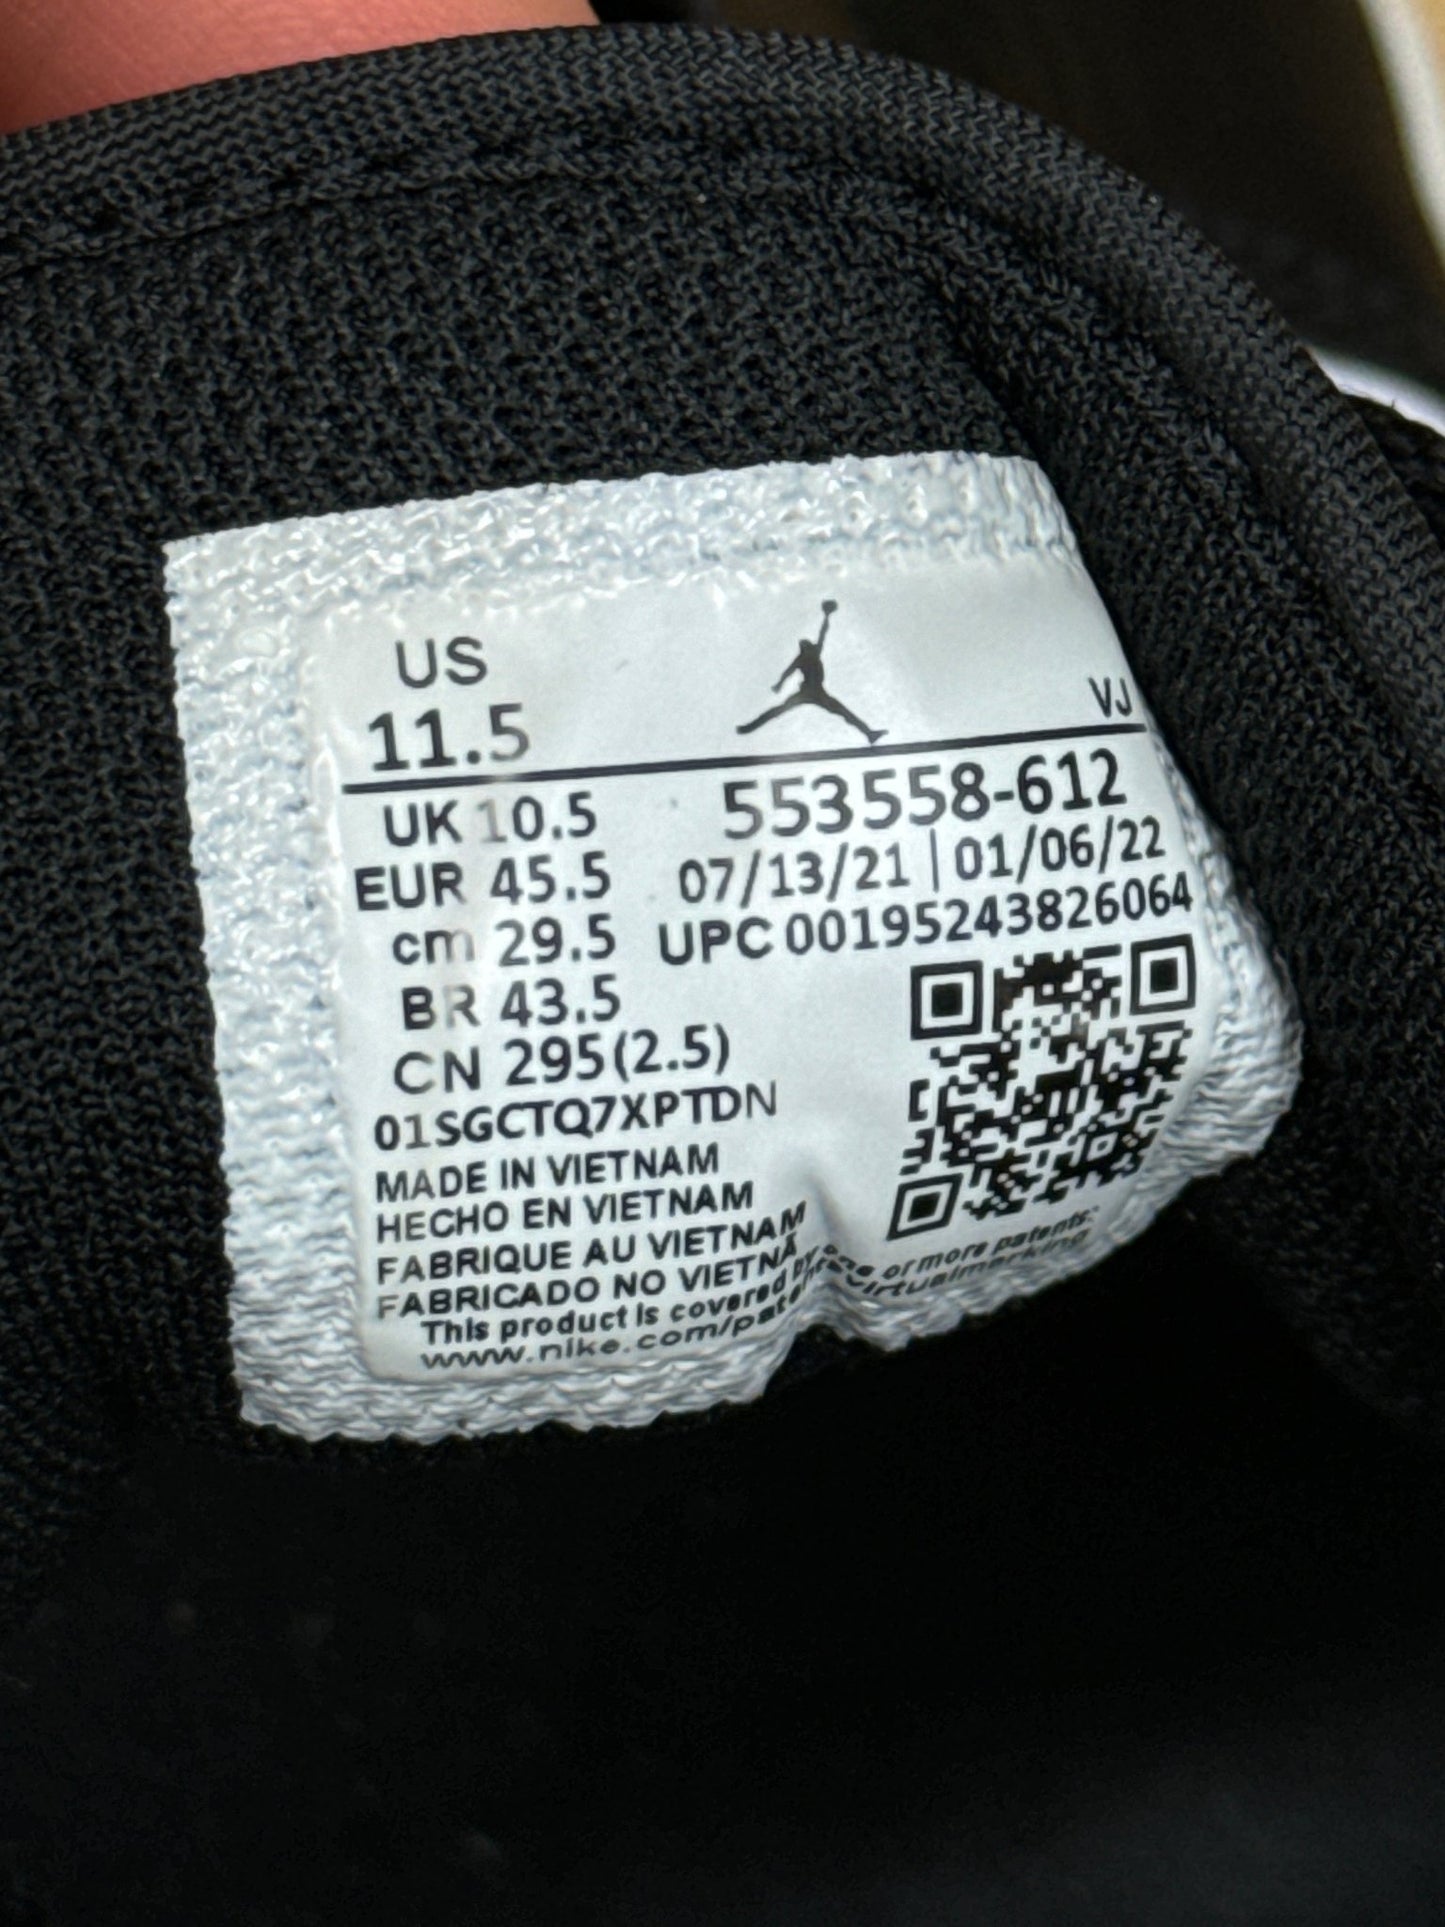 US
11.5
VJ
UK 10.5
553558-612
EUR 45.5
07/13/21 | 01/06/22
cm 29.5
UPC 00195243826064
BR 43.5
CN 295(2.5)
01SGCTQ7XPTDN
MADE IN VIETNAM
HECHO EN VIETNAM
FABRIQUE AU VIETNAM
FABRICADO NO VIETNÃ
This product is covered by one or more patents:
www.nike.com/patents virtualmarking